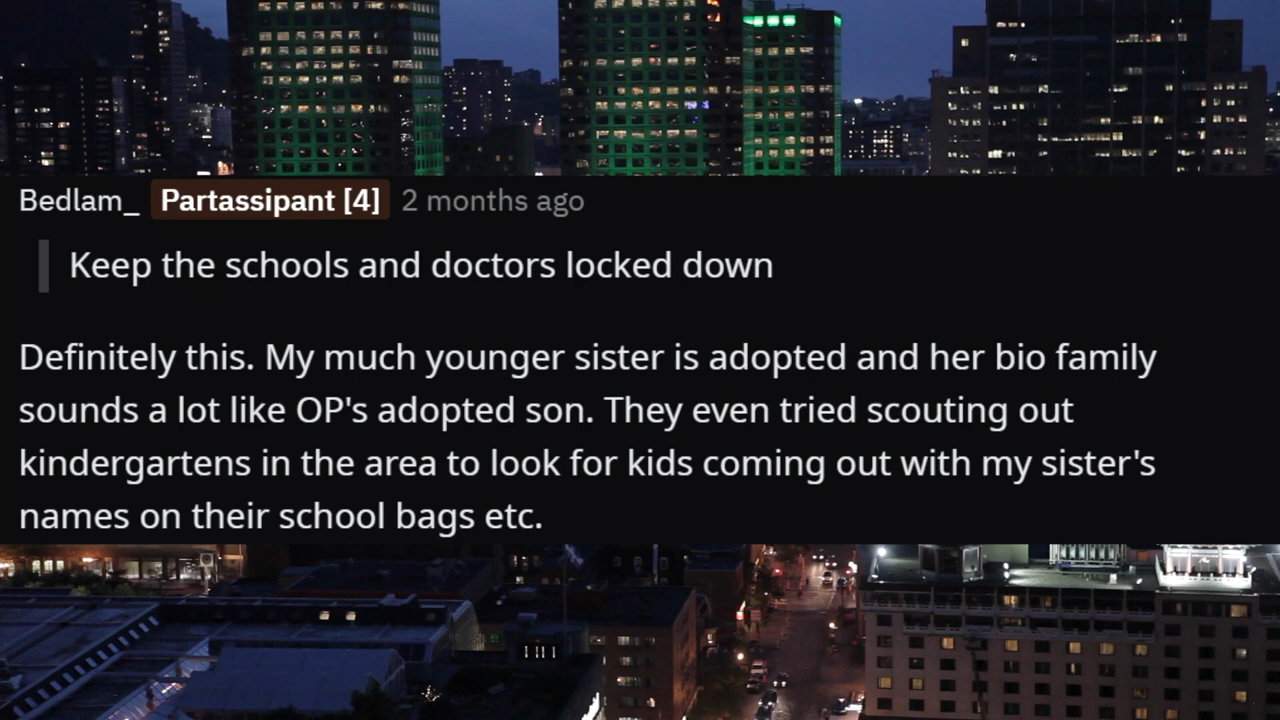 Bedlam_ Partassipant [4] 2 months ago
Keep the schools and doctors locked down
Definitely this. My much younger sister is adopted and her bio family
sounds a lot like OP's adopted son. They even tried scouting out
kindergartens in the area to look for kids coming out with my sister's
names on their school bags etc.